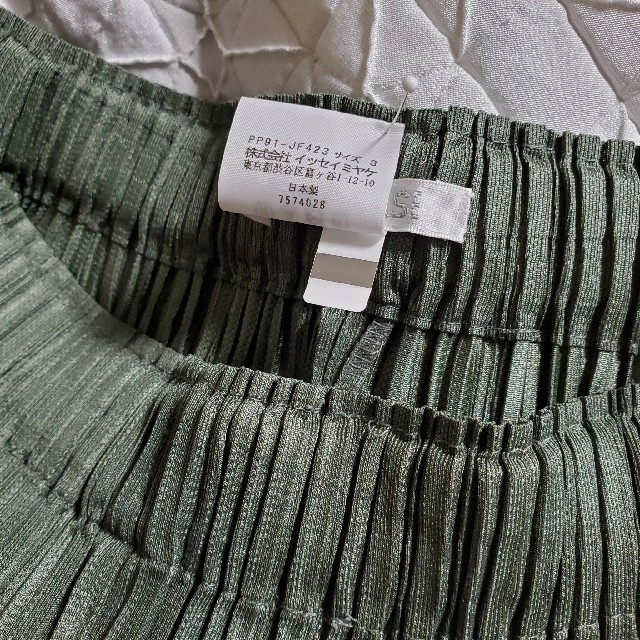 PP01-JF423 サイズ 0
株式会社 イッセイミヤケ
東京都渋谷区富ヶ谷1-12-10
日本製
7574028